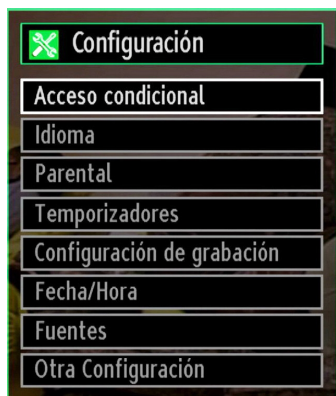 Configuración
Acceso condicional
Idioma
Parental
Temporizadores
Configuración de grabación
Fecha/Hora
Fuentes
Otra Configuración